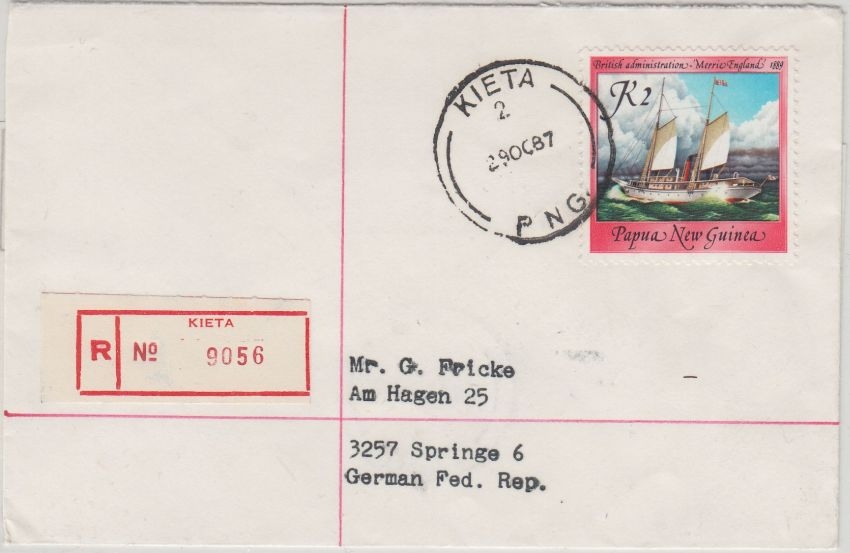 British administration - 'Merrie England' 1889
K2
Papua New Guinea
KIETA
2
29OC87
P N G.
KIETA
R No 9056
Mr. G. Fricke
Am Hagen 25
3257 Springe 6
German Fed. Rep.